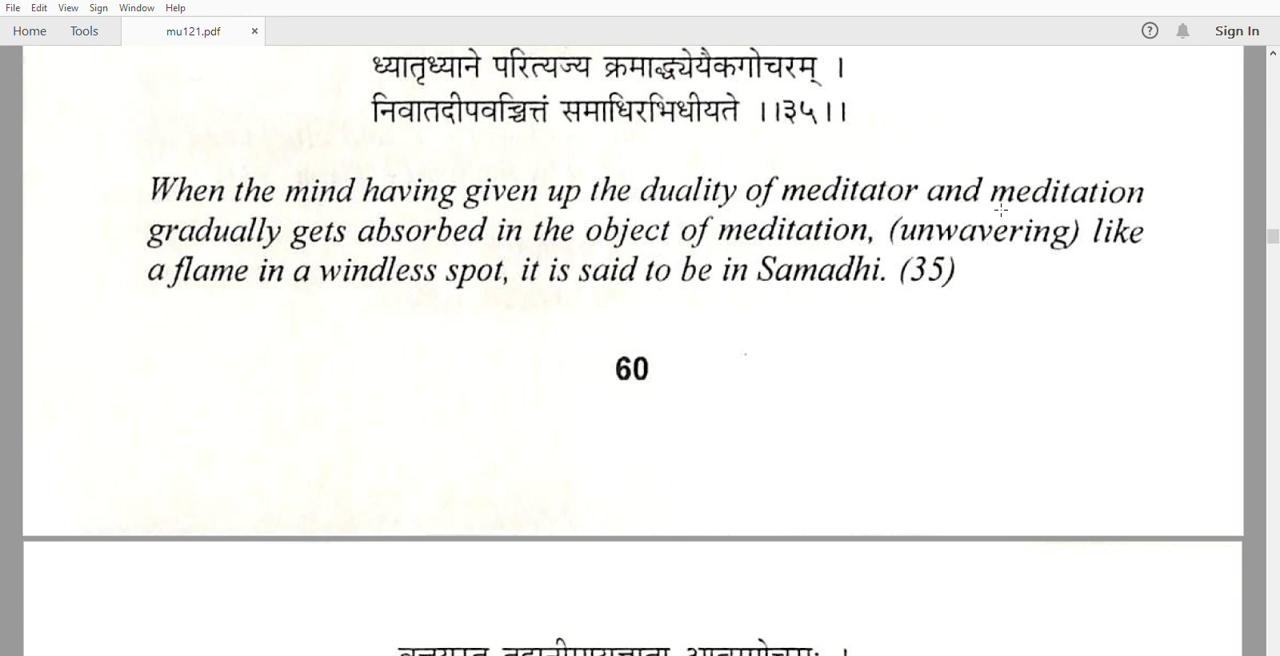 File Edit View Sign Window Help
Home Tools mu121.pdf × ? Sign In
ध्यातृध्याने परित्यज्य क्रमाद्ध्येयैकगोचरम् ।
निवातदीपवच्चित्तं समाधिरभिधीयते ।।३५।।
When the mind having given up the duality of meditator and meditation
gradually gets absorbed in the object of meditation, (unwavering) like
a flame in a windless spot, it is said to be in Samadhi. (35)
60